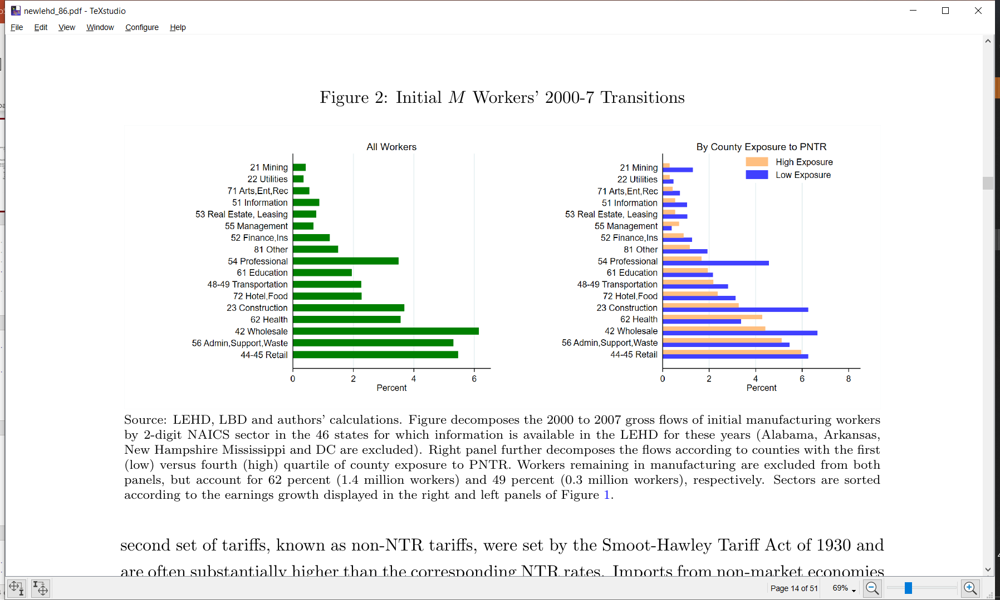 newlehd_86.pdf - TeXstudio
File Edit View Window Configure Help
Figure 2: Initial M Workers' 2000-7 Transitions
All Workers
21 Mining
22 Utilities
71 Arts,Ent,Rec
51 Information
53 Real Estate, Leasing
55 Management
52 Finance,Ins
81 Other
54 Professional
61 Education
48-49 Transportation
72 Hotel,Food
23 Construction
62 Health
42 Wholesale
56 Admin,Support,Waste
44-45 Retail
0 2 4 6
Percent
By County Exposure to PNTR
High Exposure
Low Exposure
21 Mining
22 Utilities
71 Arts,Ent,Rec
51 Information
53 Real Estate, Leasing
55 Management
52 Finance,Ins
81 Other
54 Professional
61 Education
48-49 Transportation
72 Hotel,Food
23 Construction
62 Health
42 Wholesale
56 Admin,Support,Waste
44-45 Retail
0 2 4 6 8
Percent
Source: LEHD, LBD and authors' calculations. Figure decomposes the 2000 to 2007 gross flows of initial manufacturing workers
by 2-digit NAICS sector in the 46 states for which information is available in the LEHD for these years (Alabama, Arkansas,
New Hampshire Mississippi and DC are excluded). Right panel further decomposes the flows according to counties with the first
(low) versus fourth (high) quartile of county exposure to PNTR. Workers remaining in manufacturing are excluded from both
panels, but account for 62 percent (1.4 million workers) and 49 percent (0.3 million workers), respectively. Sectors are sorted
according to the earnings growth displayed in the right and left panels of Figure 1.
second set of tariffs, known as non-NTR tariffs, were set by the Smoot-Hawley Tariff Act of 1930 and
are often substantially higher than the corresponding NTR rates. Imports from non-market economies
Page 14 of 51 69%